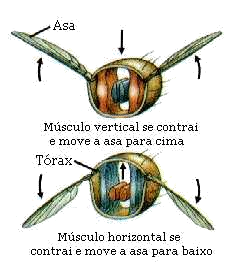 Asa
Músculo vertical se contrai
e move a asa para cima
Tórax
Músculo horizontal se
contrai e move a asa para baixo